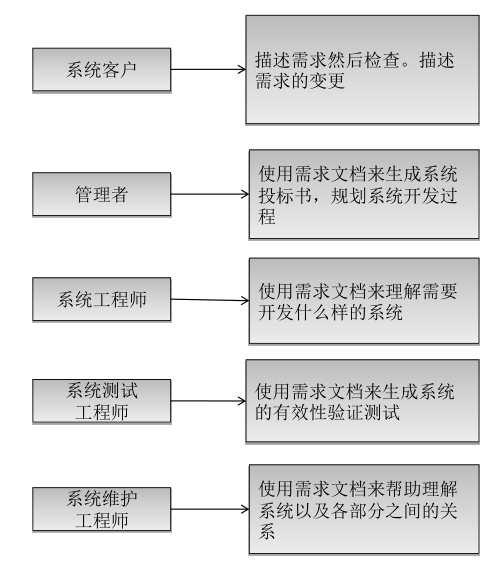 系统客户
描述需求然后检查。描述
需求的变更
管理者
使用需求文档来生成系统
投标书，规划系统开发过
程
系统工程师
使用需求文档来理解需要
开发什么样的系统
系统测试
工程师
使用需求文档来生成系统
的有效性验证测试
系统维护
工程师
使用需求文档来帮助理解
系统以及各部分之间的关
系